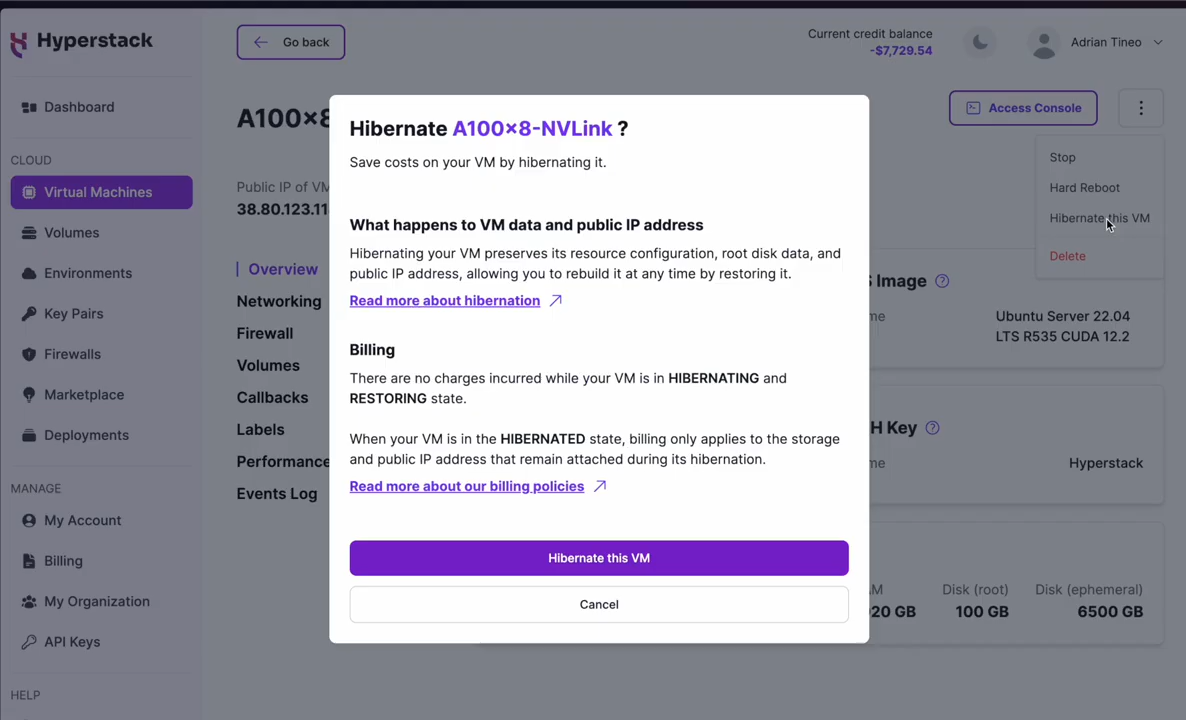 Hyperstack
Go back
Current credit balance
-$7,729.54
Adrian Tineo
Dashboard
CLOUD
Virtual Machines
Volumes
Environments
Key Pairs
Firewalls
Marketplace
Deployments
MANAGE
My Account
Billing
My Organization
API Keys
HELP
A100x8
Access Console
Public IP of VM
38.80.123.11
Overview
Networking
Firewall
Volumes
Callbacks
Labels
Performance
Events Log
Stop
Hard Reboot
Hibernate this VM
Delete
Hibernate A100x8-NVLink ?
Save costs on your VM by hibernating it.
What happens to VM data and public IP address
Hibernating your VM preserves its resource configuration, root disk data, and
public IP address, allowing you to rebuild it at any time by restoring it.
Read more about hibernation
Billing
There are no charges incurred while your VM is in HIBERNATING and
RESTORING state.
When your VM is in the HIBERNATED state, billing only applies to the storage
and public IP address that remain attached during its hibernation.
Read more about our billing policies
Hibernate this VM
Cancel
Image
Ubuntu Server 22.04
LTS R535 CUDA 12.2
Key
Hyperstack
Disk (root)
Disk (ephemeral)
20 GB
100 GB
6500 GB